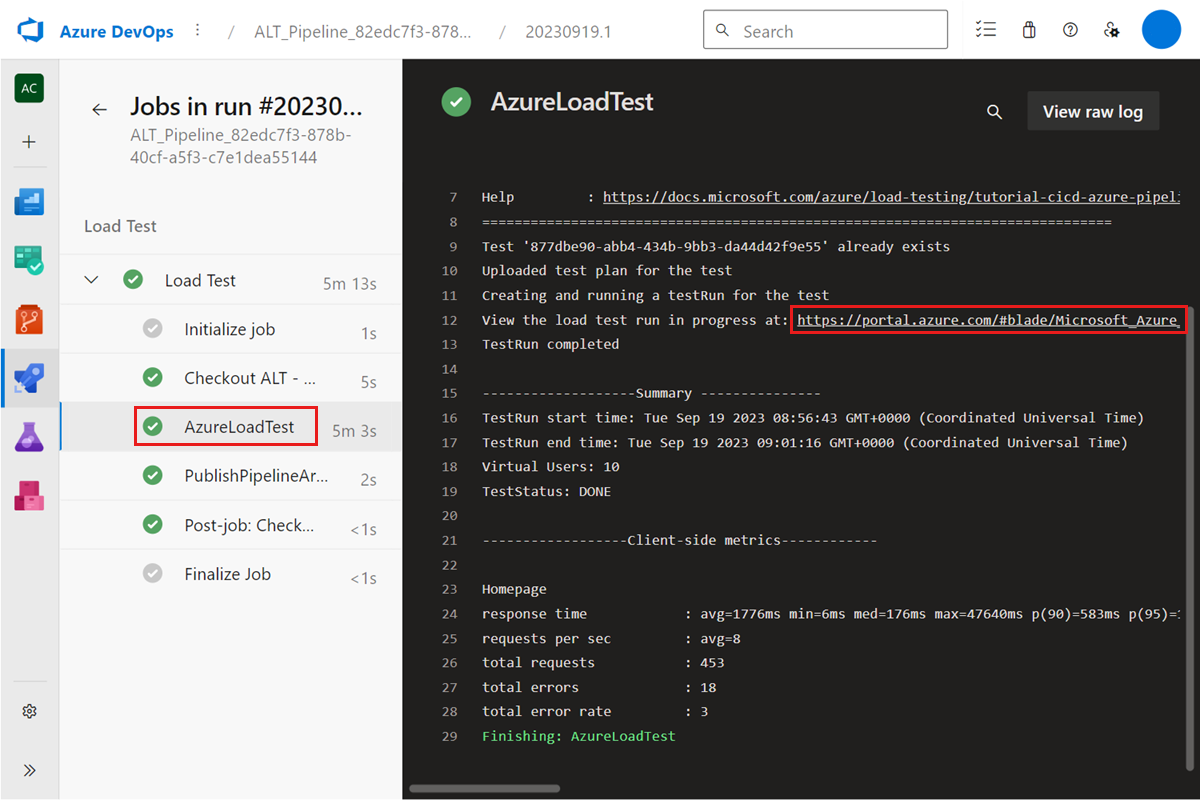 Azure DevOps / ALT_Pipeline_82edc7f3-878... / 20230919.1
Search
AC
Jobs in run #20230...
ALT_Pipeline_82edc7f3-878b-
40cf-a5f3-c7e1dea55144
Load Test
Load Test 5m 13s
Initialize job 1s
Checkout ALT - ... 5s
AzureLoadTest 5m 3s
PublishPipelineAr... 2s
Post-job: Check... <1s
Finalize Job <1s
AzureLoadTest
View raw log
7 Help : https://docs.microsoft.com/azure/load-testing/tutorial-cicd-azure-pipeli
8 ==============================================================================
9 Test '877dbe90-abb4-434b-9bb3-da44d42f9e55' already exists
10 Uploaded test plan for the test
11 Creating and running a testRun for the test
12 View the load test run in progress at: https://portal.azure.com/#blade/Microsoft_Azure_
13 TestRun completed
14
15 -------------------Summary ---------------
16 TestRun start time: Tue Sep 19 2023 08:56:43 GMT+0000 (Coordinated Universal Time)
17 TestRun end time: Tue Sep 19 2023 09:01:16 GMT+0000 (Coordinated Universal Time)
18 Virtual Users: 10
19 TestStatus: DONE
20
21 ------------------Client-side metrics------------
22
23 Homepage
24 response time : avg=1776ms min=6ms med=176ms max=47640ms p(90)=583ms p(95)=
25 requests per sec : avg=8
26 total requests : 453
27 total errors : 18
28 total error rate : 3
29 Finishing: AzureLoadTest